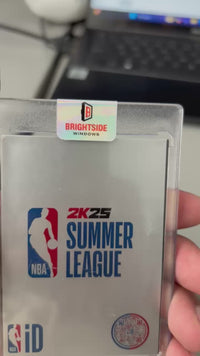 BRIGHTSIDE
WINDOWS
2K25
SUMMER
LEAGUE
NBA
iD